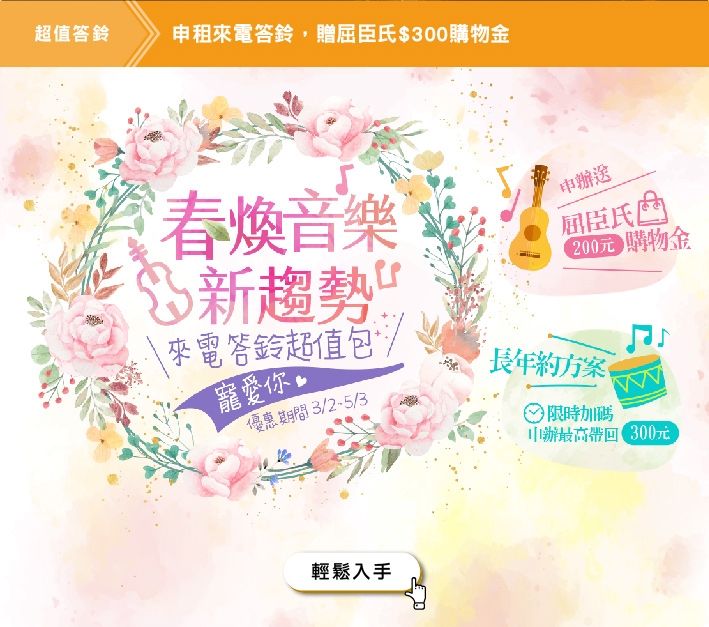 超值答鈴
申租來電答鈴，贈屈臣氏$300購物金
春煥音樂
新趨勢
來電答鈴超值包
寵愛你
優惠期間 3/2-5/3
申辦送
屈臣氏
200元 購物金
長年約方案
限時加碼
申辦最高帶回 300元
輕鬆入手